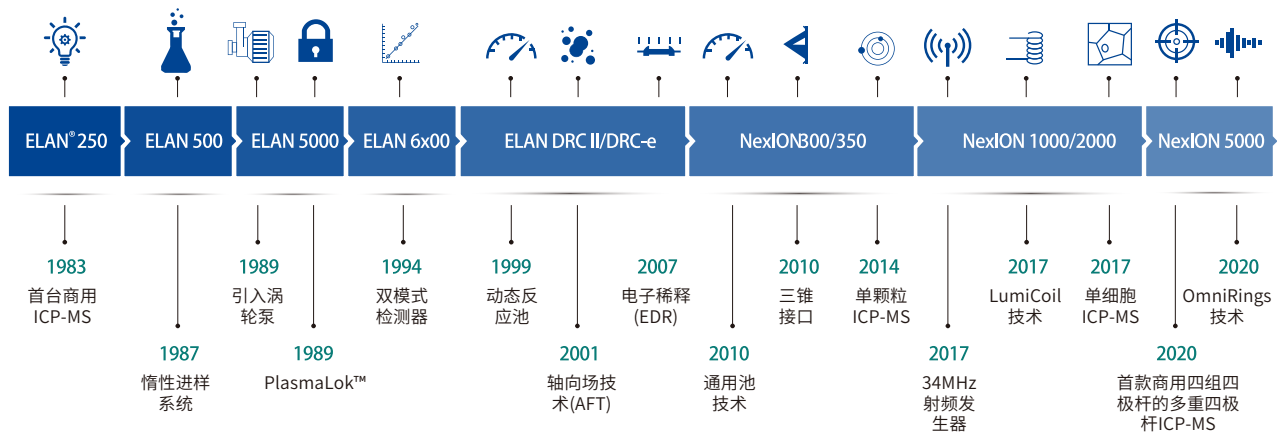 ELAN® 250
ELAN 500
ELAN 5000
ELAN 6x00
ELAN DRC II/DRC-e
NexION300/350
NexION 1000/2000
NexION 5000
1983
首台商用
ICP-MS
1987
惰性进样
系统
1989
引入涡
轮泵
1989
PlasmaLok™
1994
双模式
检测器
1999
动态反
应池
2001
轴向场技
术(AFT)
2007
电子稀释
(EDR)
2010
通用池
技术
2010
三锥
接口
2014
单颗粒
ICP-MS
2017
34MHz
射频发
生器
2017
LumiCoil
技术
2017
单细胞
ICP-MS
2020
首款商用四组四
极杆的多重四极
杆ICP-MS
2020
OmniRings
技术